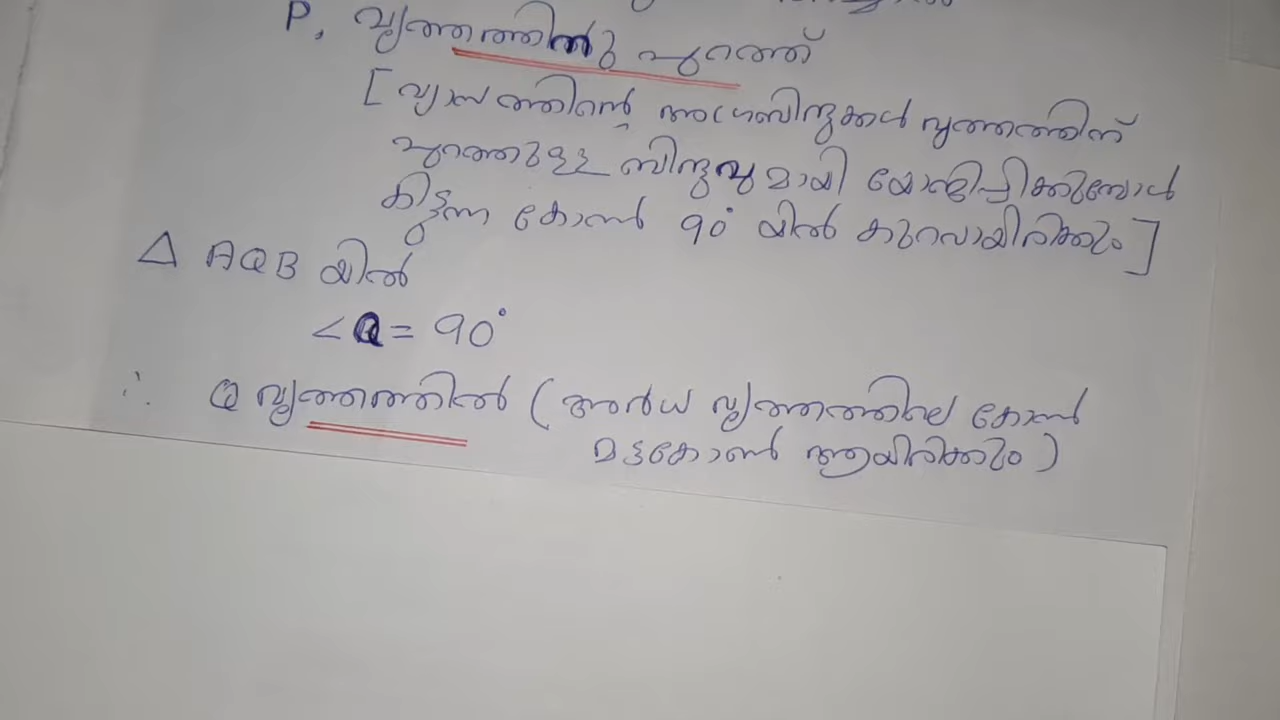 P, വൃത്തത്തിനു പുറത്ത്
[ വ്യാസത്തിന്റെ അഗ്രബിന്ദുക്കൾ വൃത്തത്തിന്
പുറത്തുള്ള ബിന്ദുവുമായി യോജിപ്പിക്കുമ്പോൾ
കിട്ടുന്ന കോൺ 90° യിൽ കുറവായിരിക്കും ]
△ AQB യിൽ
<Q = 90°
∴ Q വൃത്തത്തിൽ ( അർധ വൃത്തത്തിലെ കോൺ
മട്ടകോൺ ആയിരിക്കും )